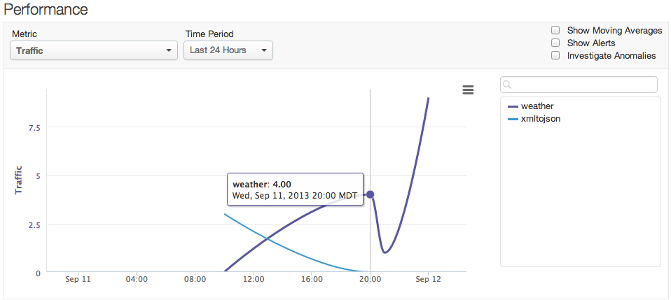 Performance
Metric
Traffic
Time Period
Last 24 Hours
Show Moving Averages
Show Alerts
Investigate Anomalies
Traffic
7.5
5
2.5
0
weather: 4.00
Wed, Sep 11, 2013 20:00 MDT
Sep 11
04:00
08:00
12:00
16:00
20:00
Sep 12
weather
xmltojson